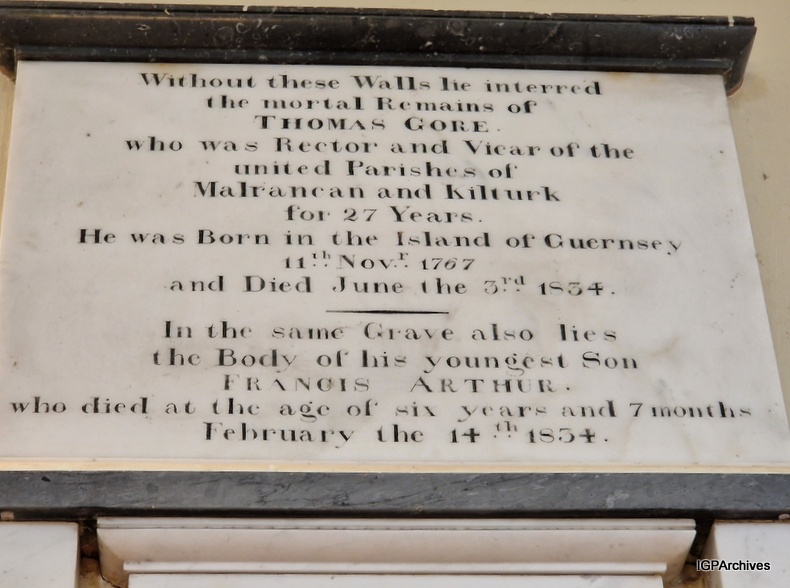 Without these Walls lie interred
the mortal Remains of
THOMAS GORE.
who was Rector and Vicar of the
united Parishes of
Malrancan and Kilturk
for 27 Years.
He was Born in the Island of Guernsey
11th Novr. 1767
and Died June the 3rd 1834.
In the same Grave also lies
the Body of his youngest Son
FRANCIS ARTHUR.
who died at the age of six years and 7 months
February the 14th 1834.
IGPArchives